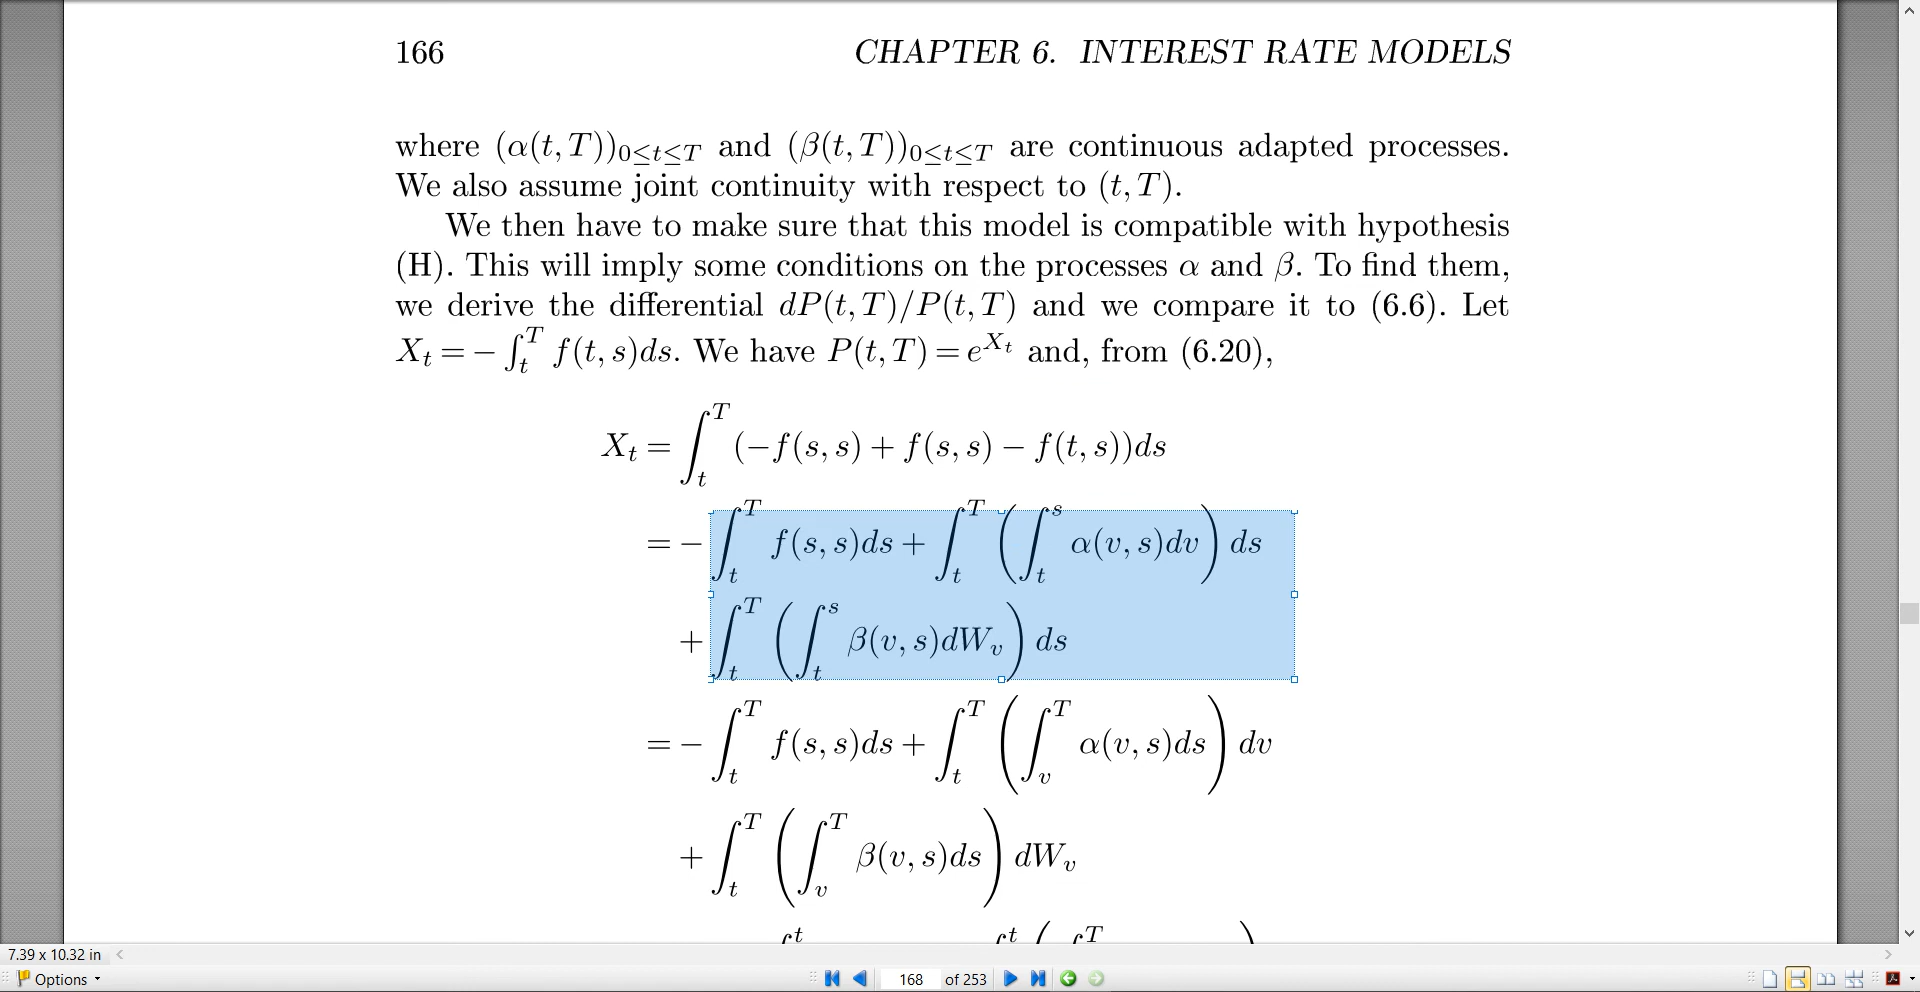 166 CHAPTER 6. INTEREST RATE MODELS
where (α(t, T))₀≤t≤T and (β(t, T))₀≤t≤T are continuous adapted processes.
We also assume joint continuity with respect to (t, T).
We then have to make sure that this model is compatible with hypothesis
(H). This will imply some conditions on the processes α and β. To find them,
we derive the differential dP(t, T)/P(t, T) and we compare it to (6.6). Let
X_t = − ∫_t^T f(t, s)ds. We have P(t, T) = e^{X_t} and, from (6.20),
X_t = ∫_t^T (−f(s, s) + f(s, s) − f(t, s))ds
= − ∫_t^T f(s, s)ds + ∫_t^T ( ∫_t^s α(v, s)dv ) ds
+ ∫_t^T ( ∫_t^s β(v, s)dW_v ) ds
= − ∫_t^T f(s, s)ds + ∫_t^T ( ∫_v^T α(v, s)ds ) dv
+ ∫_t^T ( ∫_v^T β(v, s)ds ) dW_v
7.39 x 10.32 in
Options 168 of 253